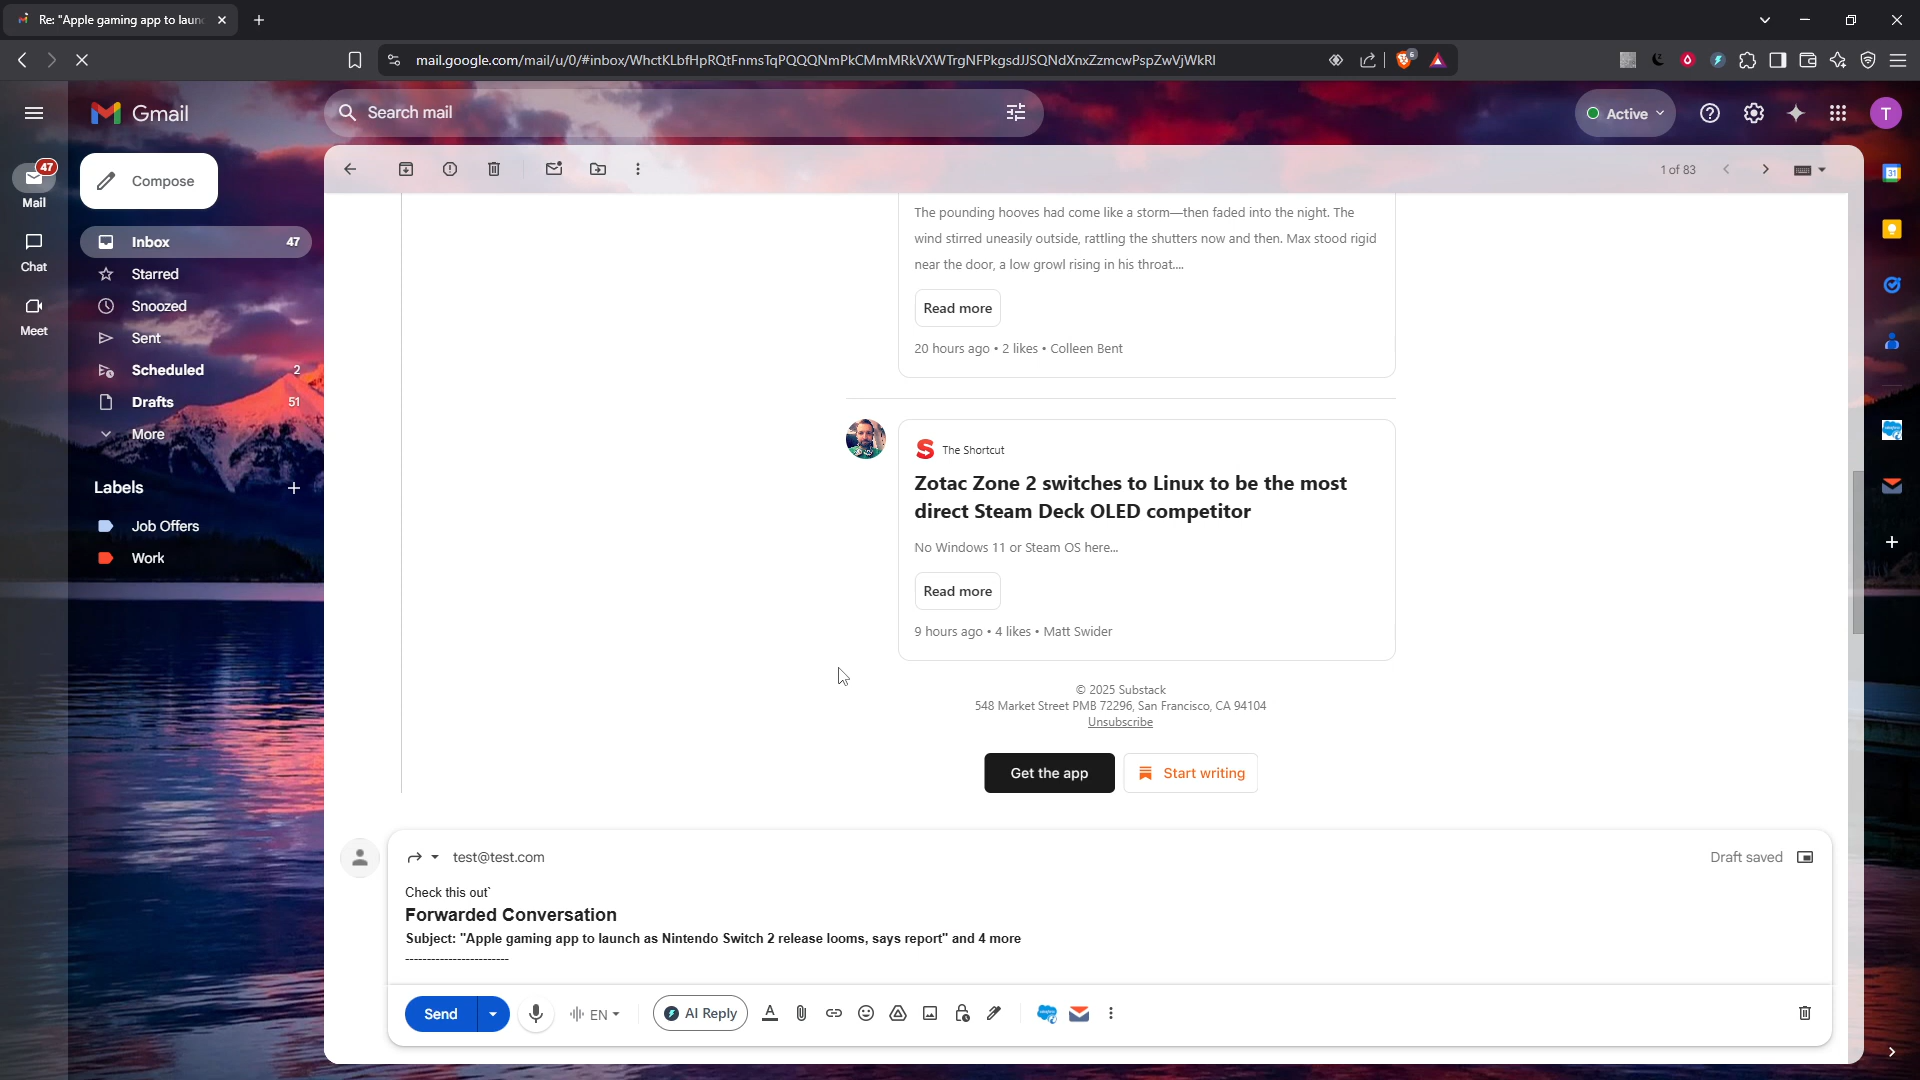 Re: "Apple gaming app to laun
mail.google.com/mail/u/0/#inbox/WhctKLbfHpRQtFnmsTqPQQQNmPkCMmMRkVXWTrgNFPkgsdJJSQNdXnxZzmcwPspZwVjWkRl
6
Gmail
Search mail
Active
T
47
Mail
Chat
Meet
Compose
Inbox 47
Starred
Snoozed
Sent
Scheduled 2
Drafts 51
More
Labels
Job Offers
Work
1 of 83
31
The pounding hooves had come like a storm—then faded into the night. The
wind stirred uneasily outside, rattling the shutters now and then. Max stood rigid
near the door, a low growl rising in his throat....
Read more
20 hours ago • 2 likes • Colleen Bent
S The Shortcut
Zotac Zone 2 switches to Linux to be the most
direct Steam Deck OLED competitor
No Windows 11 or Steam OS here...
Read more
9 hours ago • 4 likes • Matt Swider
© 2025 Substack
548 Market Street PMB 72296, San Francisco, CA 94104
Unsubscribe
Get the app
Start writing
test@test.com
Draft saved
Check this out`
Forwarded Conversation
Subject: "Apple gaming app to launch as Nintendo Switch 2 release looms, says report" and 4 more
------------------------
Send
EN
AI Reply